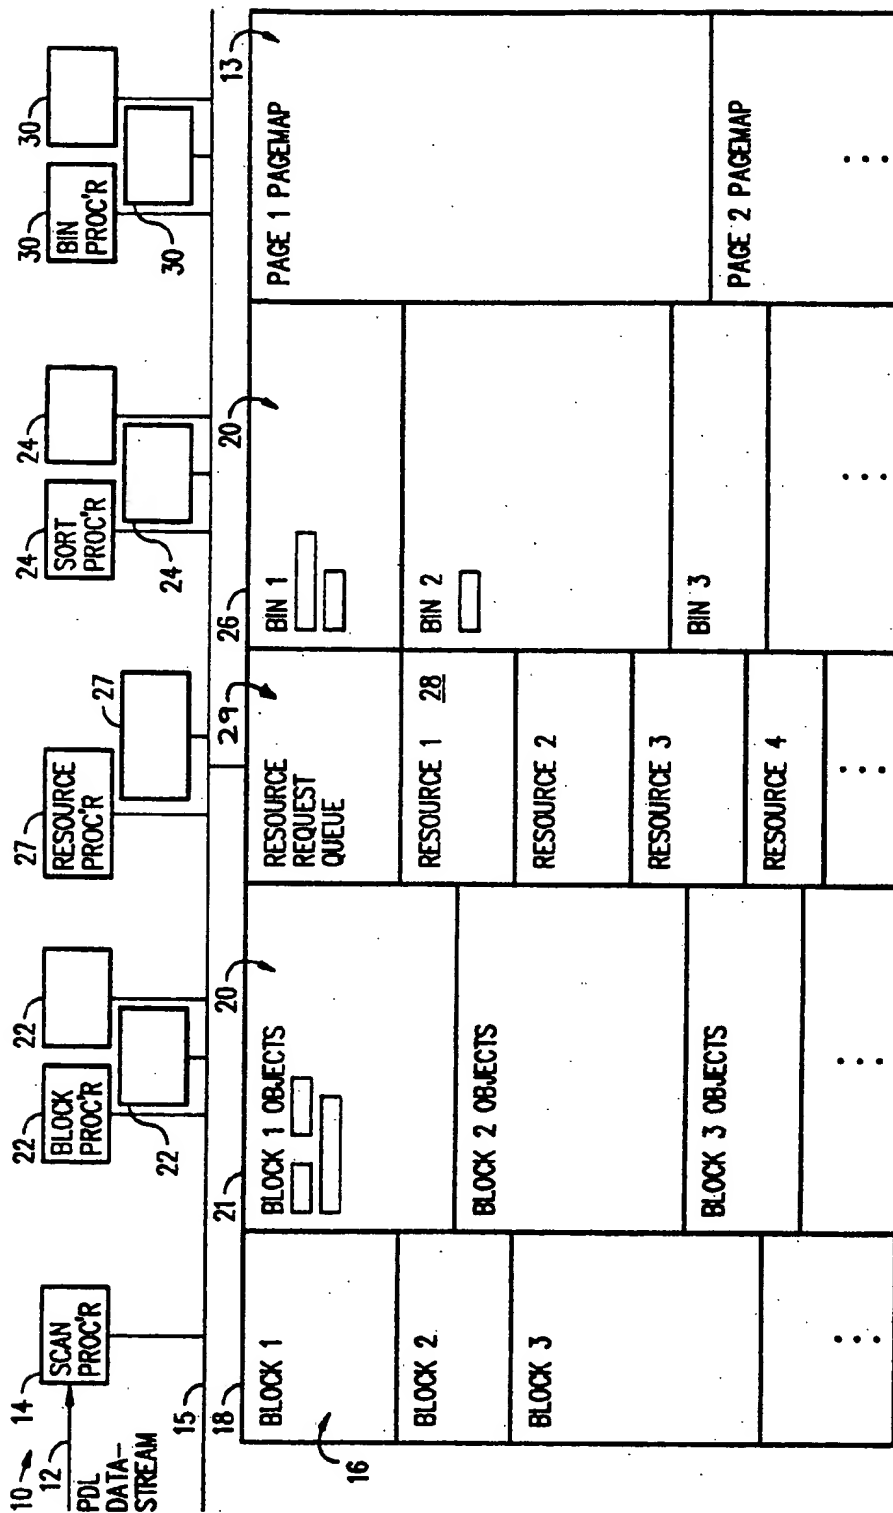 10
12
PDL
DATA-
STREAM
14
SCAN
PROC'R
22
BLOCK
PROC'R
22
22
27
RESOURCE
PROC'R
27
24
SORT
PROC'R
24
24
30
BIN
PROC'R
30
30
15
18
21
20
29
26
20
13
BLOCK 1
16
BLOCK 2
BLOCK 3
BLOCK 1 OBJECTS
BLOCK 2 OBJECTS
BLOCK 3 OBJECTS
RESOURCE
REQUEST
QUEUE
RESOURCE 1 28
RESOURCE 2
RESOURCE 3
RESOURCE 4
BIN 1
BIN 2
BIN 3
PAGE 1 PAGEMAP
PAGE 2 PAGEMAP